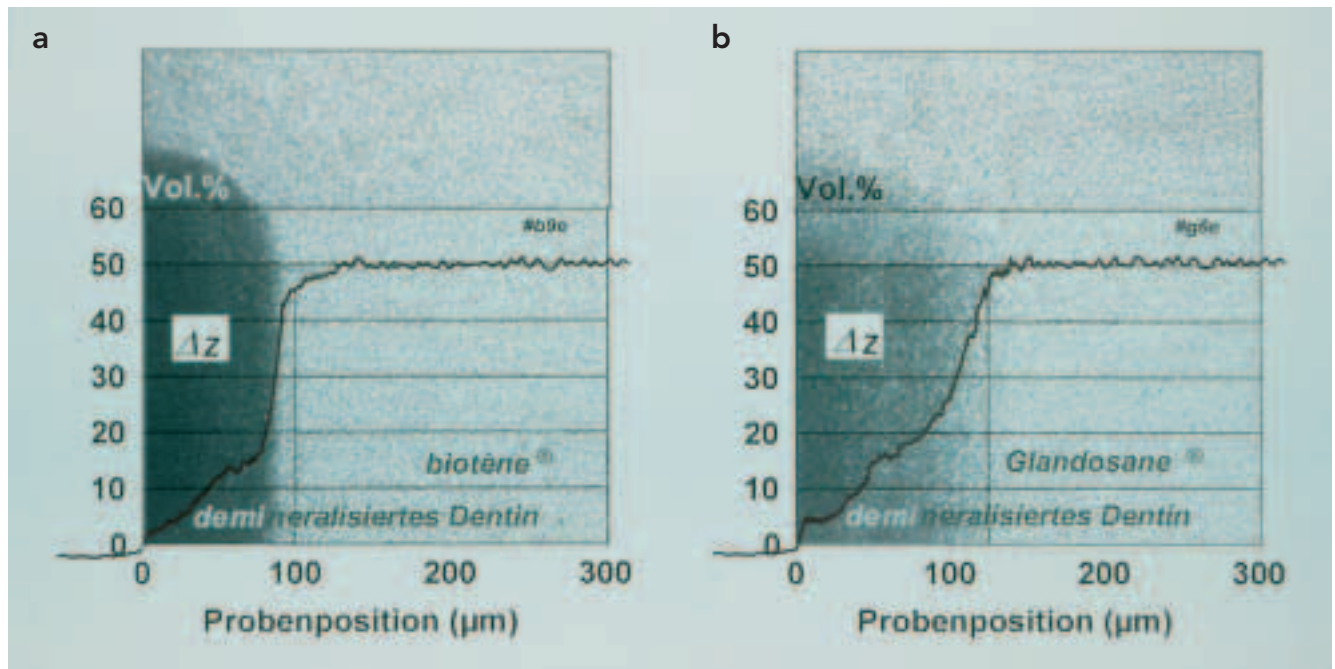 a
Vol.%
60
50
40
30
20
10
0
#b9e
Δz
biotène ®
demineralisiertes Dentin
0 100 200 300
Probenposition (µm)
b
Vol.%
60
50
40
30
20
10
0
#g6e
Δz
Glandosane ®
demineralisiertes Dentin
0 100 200 300
Probenposition (µm)